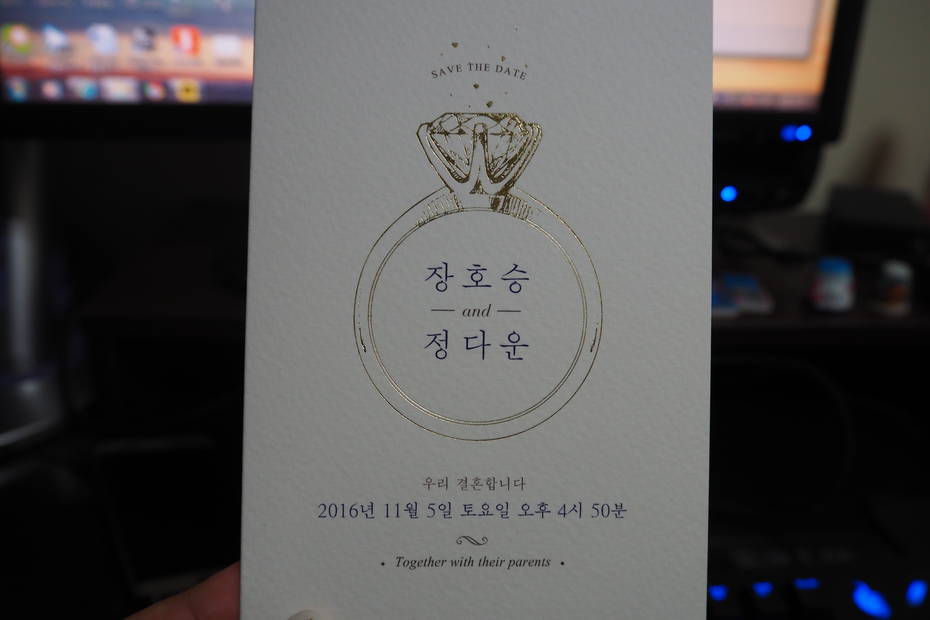 SAVE THE DATE
장호승
and
정다운
우리 결혼합니다
2016년 11월 5일 토요일 오후 4시 50분
Together with their parents